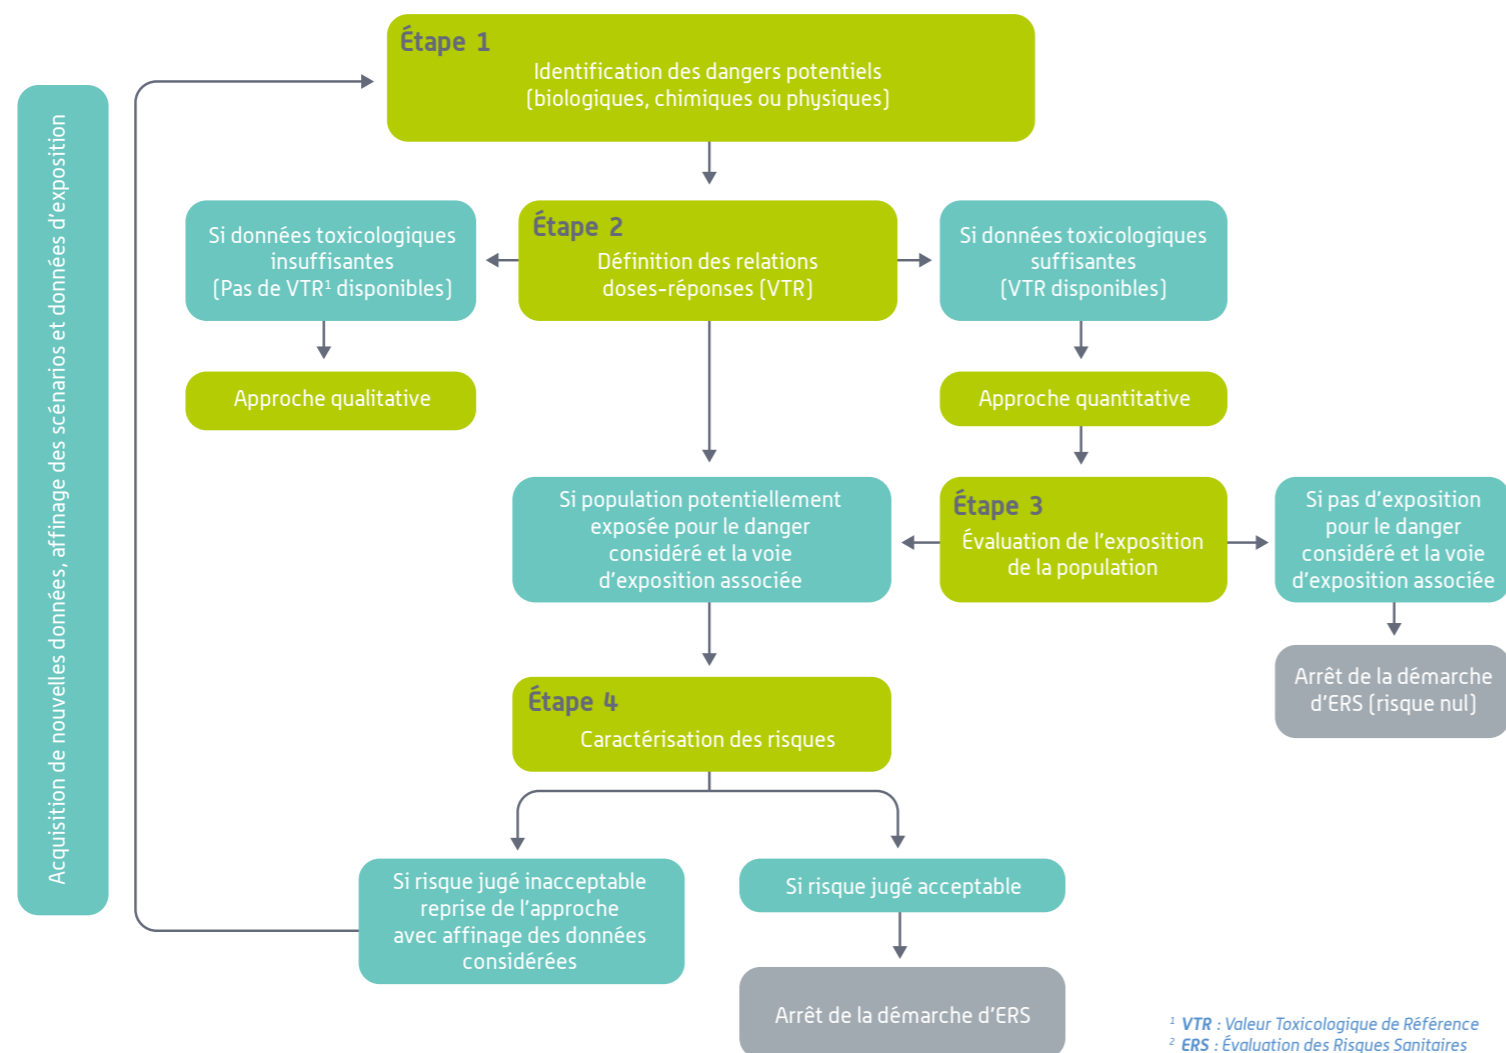 Acquisition de nouvelles données, affinage des scénarios et données d'exposition
Étape 1
Identification des dangers potentiels
(biologiques, chimiques ou physiques)
Si données toxicologiques
insuffisantes
(Pas de VTR¹ disponibles)
Étape 2
Définition des relations
doses-réponses (VTR)
Si données toxicologiques
suffisantes
(VTR disponibles)
Approche qualitative
Approche quantitative
Si population potentiellement
exposée pour le danger
considéré et la voie
d'exposition associée
Étape 3
Évaluation de l'exposition
de la population
Si pas d'exposition
pour le danger
considéré et la voie
d'exposition associée
Arrêt de la démarche
d'ERS (risque nul)
Étape 4
Caractérisation des risques
Si risque jugé inacceptable
reprise de l'approche
avec affinage des données
considérées
Si risque jugé acceptable
Arrêt de la démarche d'ERS
¹ VTR : Valeur Toxicologique de Référence
² ERS : Évaluation des Risques Sanitaires